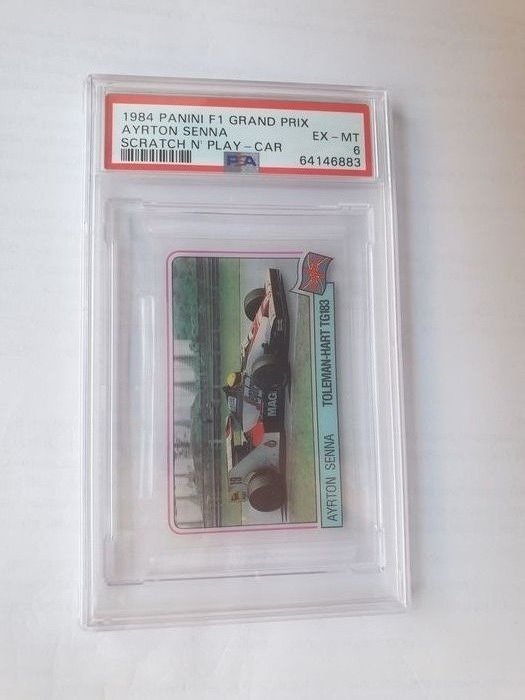 1984 PANINI F1 GRAND PRIX
AYRTON SENNA EX – MT
SCRATCH N' PLAY – CAR 6
PSA 64146883
TOLEMAN-HART TG183
AYRTON SENNA
MAG
19